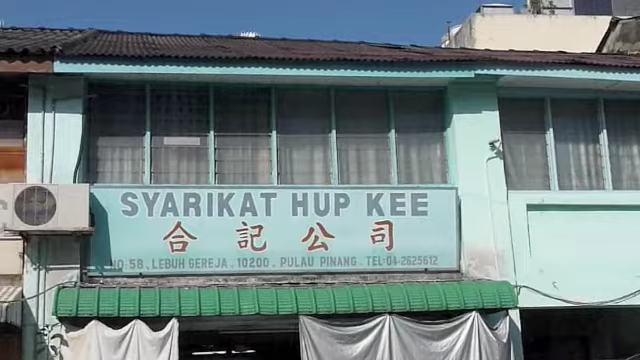 SYARIKAT HUP KEE
合記公司
NO.58, LEBUH GEREJA . 10200 . PULAU PINANG . TEL: 04-2625612